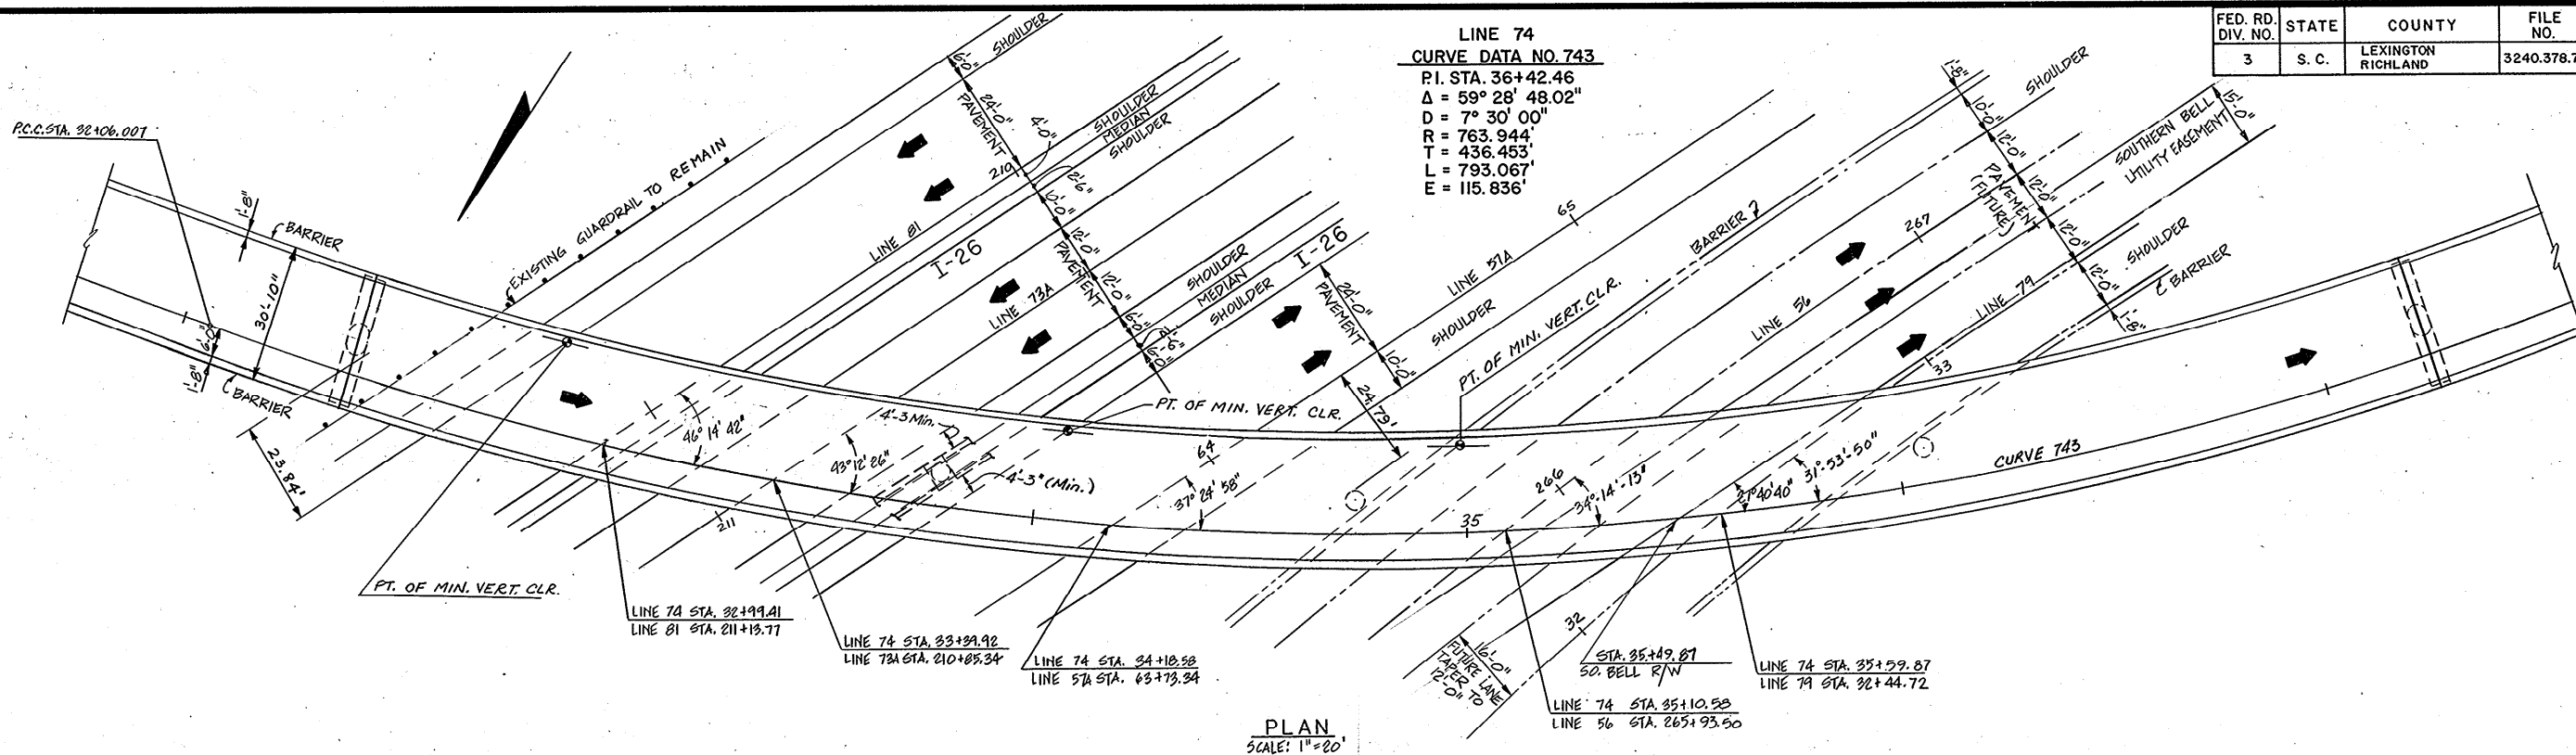 FED. RD. DIV. NO. STATE COUNTY FILE NO.
3 S. C. LEXINGTON RICHLAND 3240.378.7
LINE 74
CURVE DATA NO. 743
P.I. STA. 36+42.46
Δ = 59° 28' 48.02"
D = 7° 30' 00"
R = 763.944'
T = 436.453'
L = 793.067'
E = 115.836'
P.C.C. STA. 32+06.007
1'-8"
BARRIER
30'-10"
6'-0"
1'-8"
BARRIER
23.84'
EXISTING GUARDRAIL TO REMAIN
6'-0"
SHOULDER
24'-0"
PAVEMENT
4'-0"
SHOULDER
MEDIAN
SHOULDER
2'-6"
10'-0"
12'-0"
PAVEMENT
12'-0"
6'-0"
6'-0"
LINE 81
I-26
LINE 73A
SHOULDER
MEDIAN
SHOULDER
I-26
24'-0"
PAVEMENT
10'-0"
24.79'
SHOULDER
LINE 57A
65
BARRIER
PT. OF MIN. VERT. CLR.
PT. OF MIN. VERT. CLR.
PT. OF MIN. VERT. CLR.
1'-8"
10'-0"
12'-0"
12'-0"
PAVEMENT
(FUTURE)
12'-0"
12'-0"
1'-8"
SHOULDER
SOUTHERN BELL
UTILITY EASEMENT
15'-0"
267
LINE 56
LINE 79
33
SHOULDER
BARRIER
46° 14' 42"
43° 12' 26"
4'-3 Min.
4'-3" (Min.)
211
64
37° 24' 58"
35
266
34°-14'-13"
27°40'40"
31°-53'-50"
CURVE 743
32
LINE 74 STA. 32+99.41
LINE 81 STA. 211+13.77
LINE 74 STA. 33+39.92
LINE 73A STA. 210+85.34
LINE 74 STA. 34+18.58
LINE 57A STA. 63+73.34
16'-0"
FUTURE LANE
TAPER TO
12'-0"
STA. 35+49.87
SO. BELL R/W
LINE 74 STA. 35+59.87
LINE 79 STA. 32+44.72
LINE 74 STA. 35+10.58
LINE 56 STA. 265+93.50
PLAN
SCALE: 1"=20'